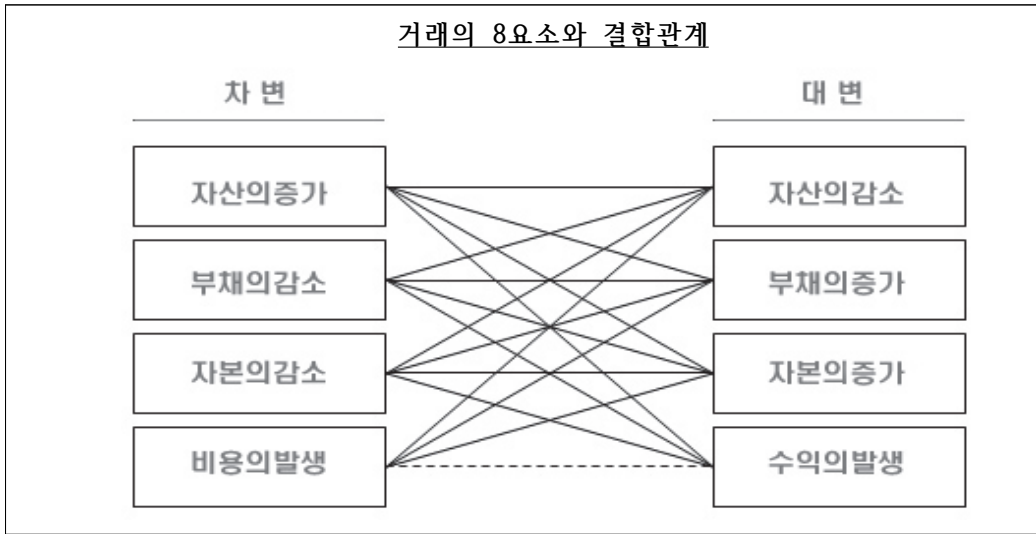 거래의 8요소와 결합관계
차 변 대 변
자산의증가 자산의감소
부채의감소 부채의증가
자본의감소 자본의증가
비용의발생 수익의발생